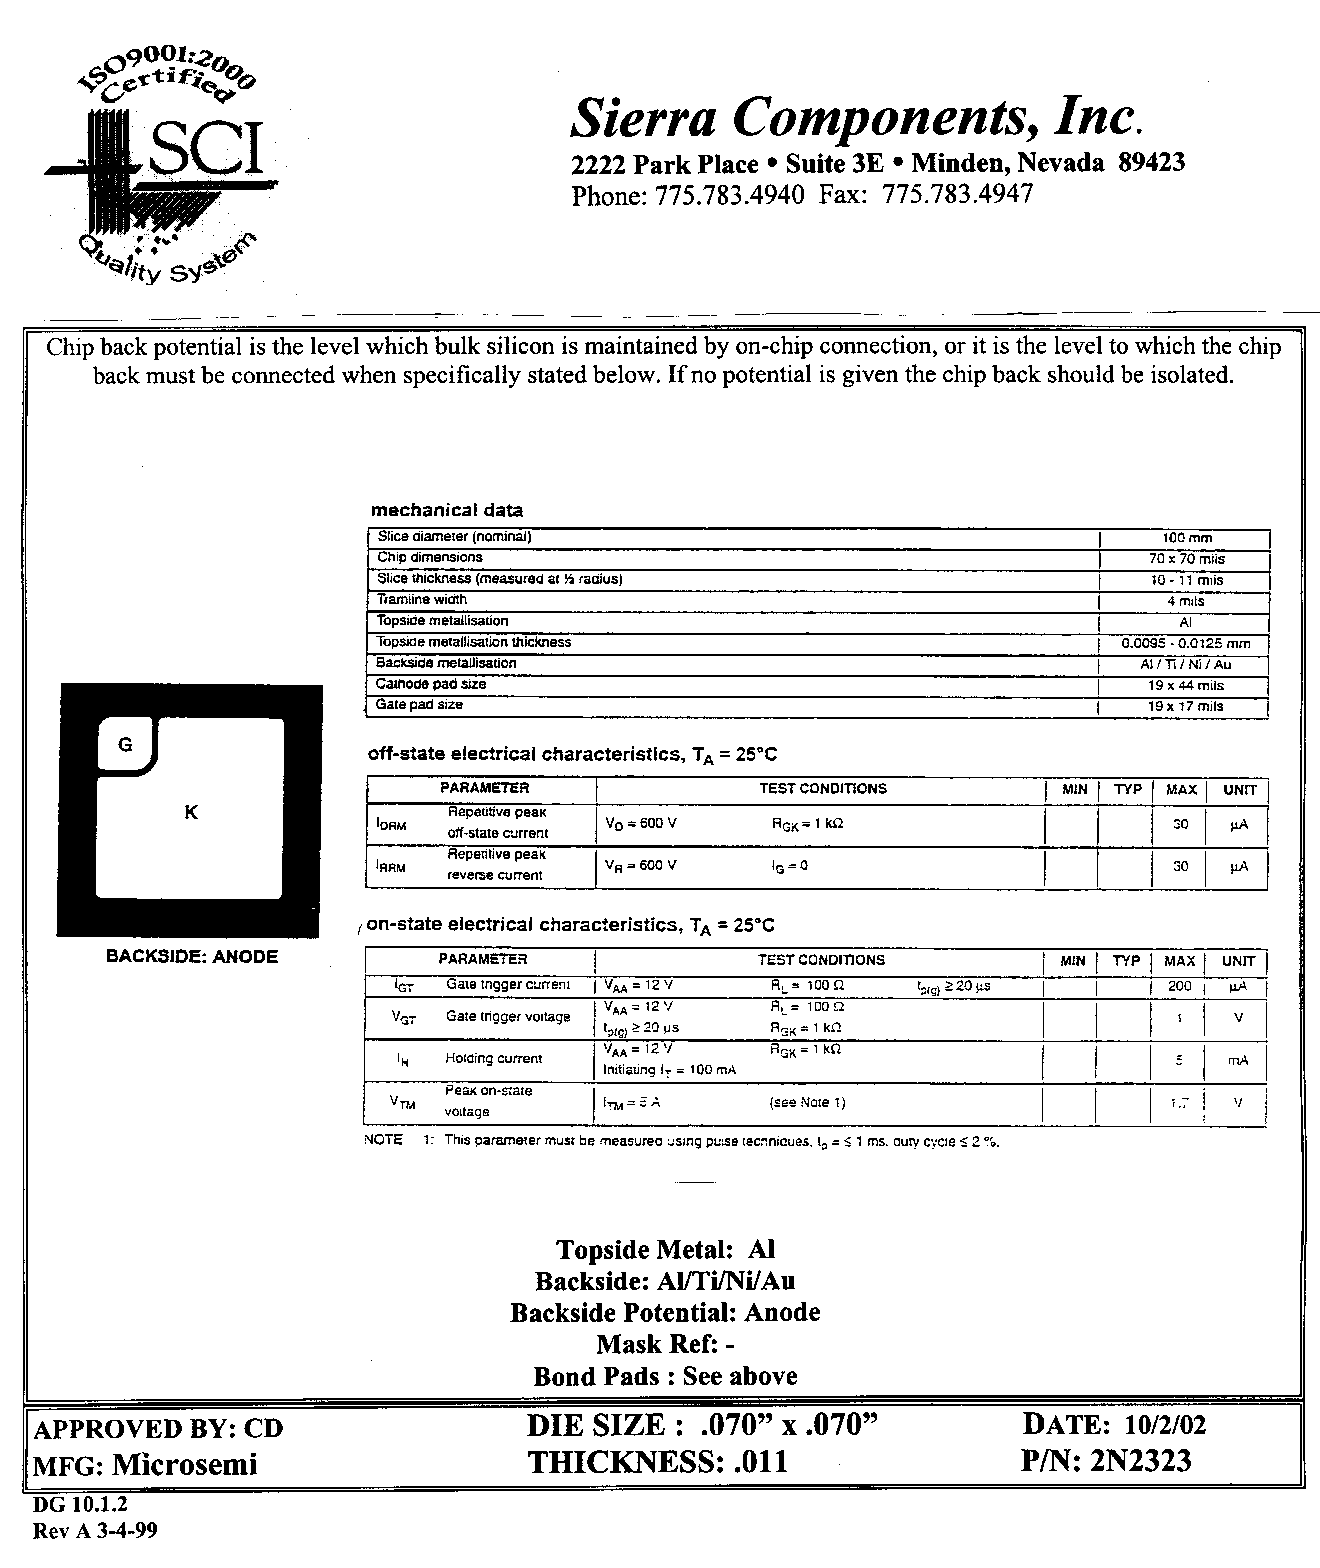 ISO9001:2000
Certified
SCI
Quality System
Sierra Components, Inc.
2222 Park Place • Suite 3E • Minden, Nevada 89423
Phone: 775.783.4940 Fax: 775.783.4947
Chip back potential is the level which bulk silicon is maintained by on-chip connection, or it is the level to which the chip
back must be connected when specifically stated below. If no potential is given the chip back should be isolated.
mechanical data
Slice diameter (nominal) 100 mm
Chip dimensions 70 x 70 mils
Slice thickness (measured at ½ radius) 10 - 11 mils
Tramline width 4 mils
Topside metallisation Al
Topside metallisation thickness 0.0095 - 0.0125 mm
Backside metallisation Al / Ti / Ni / Au
Cathode pad size 19 x 44 mils
Gate pad size 19 x 17 mils
G
K
BACKSIDE: ANODE
off-state electrical characteristics, TA = 25°C
PARAMETER TEST CONDITIONS MIN TYP MAX UNIT
IDRM Repetitive peak off-state current VD = 600 V RGK = 1 kΩ 30 µA
IRRM Repetitive peak reverse current VR = 600 V IG = 0 30 µA
on-state electrical characteristics, TA = 25°C
PARAMETER TEST CONDITIONS MIN TYP MAX UNIT
IGT Gate trigger current VAA = 12 V RL = 100 Ω tp(g) ≥ 20 µs 200 µA
VGT Gate trigger voltage VAA = 12 V RL = 100 Ω
tp(g) ≥ 20 µs RGK = 1 kΩ 1 V
IH Holding current VAA = 12 V RGK = 1 kΩ
Initiating IT = 100 mA 5 mA
VTM Peak on-state voltage ITM = 5 A (see Note 1) 1.7 V
NOTE 1: This parameter must be measured using pulse techniques, tp = ≤ 1 ms, duty cycle ≤ 2 %.
Topside Metal: Al
Backside: Al/Ti/Ni/Au
Backside Potential: Anode
Mask Ref: -
Bond Pads : See above
APPROVED BY: CD DIE SIZE : .070” x .070” DATE: 10/2/02
MFG: Microsemi THICKNESS: .011 P/N: 2N2323
DG 10.1.2
Rev A 3-4-99